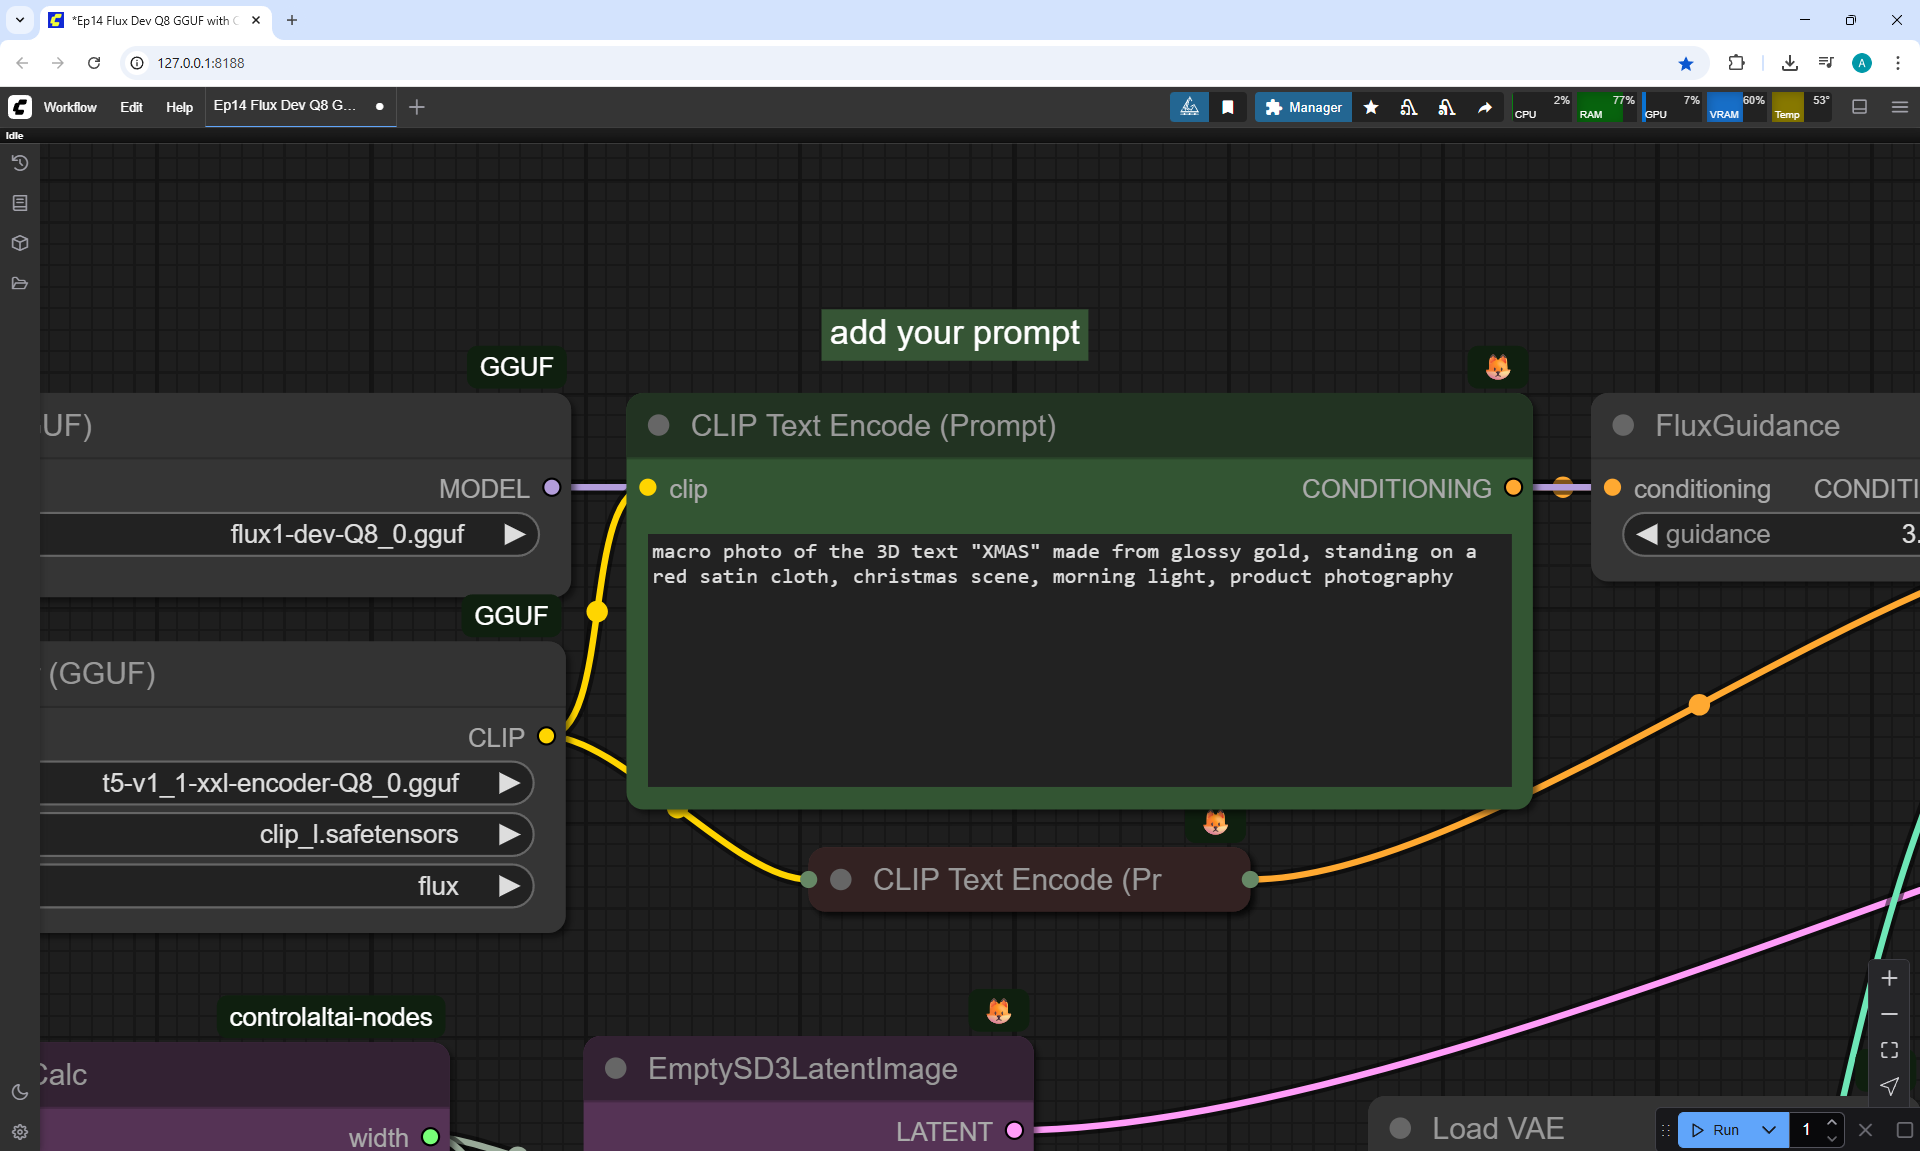 *Ep14 Flux Dev Q8 GGUF with
127.0.0.1:8188
A
Workflow Edit Help Ep14 Flux Dev Q8 G...
Manager
CPU 2% RAM 77% GPU 7% VRAM 60% Temp 53°
Idle
add your prompt
GGUF
UF)
MODEL
flux1-dev-Q8_0.gguf
CLIP Text Encode (Prompt)
clip CONDITIONING
macro photo of the 3D text "XMAS" made from glossy gold, standing on a
red satin cloth, christmas scene, morning light, product photography
FluxGuidance
conditioning CONDITI
guidance 3.
GGUF
(GGUF)
CLIP
t5-v1_1-xxl-encoder-Q8_0.gguf
clip_l.safetensors
flux
CLIP Text Encode (Pr
controlaltai-nodes
Calc
width
EmptySD3LatentImage
LATENT
Load VAE
Run 1